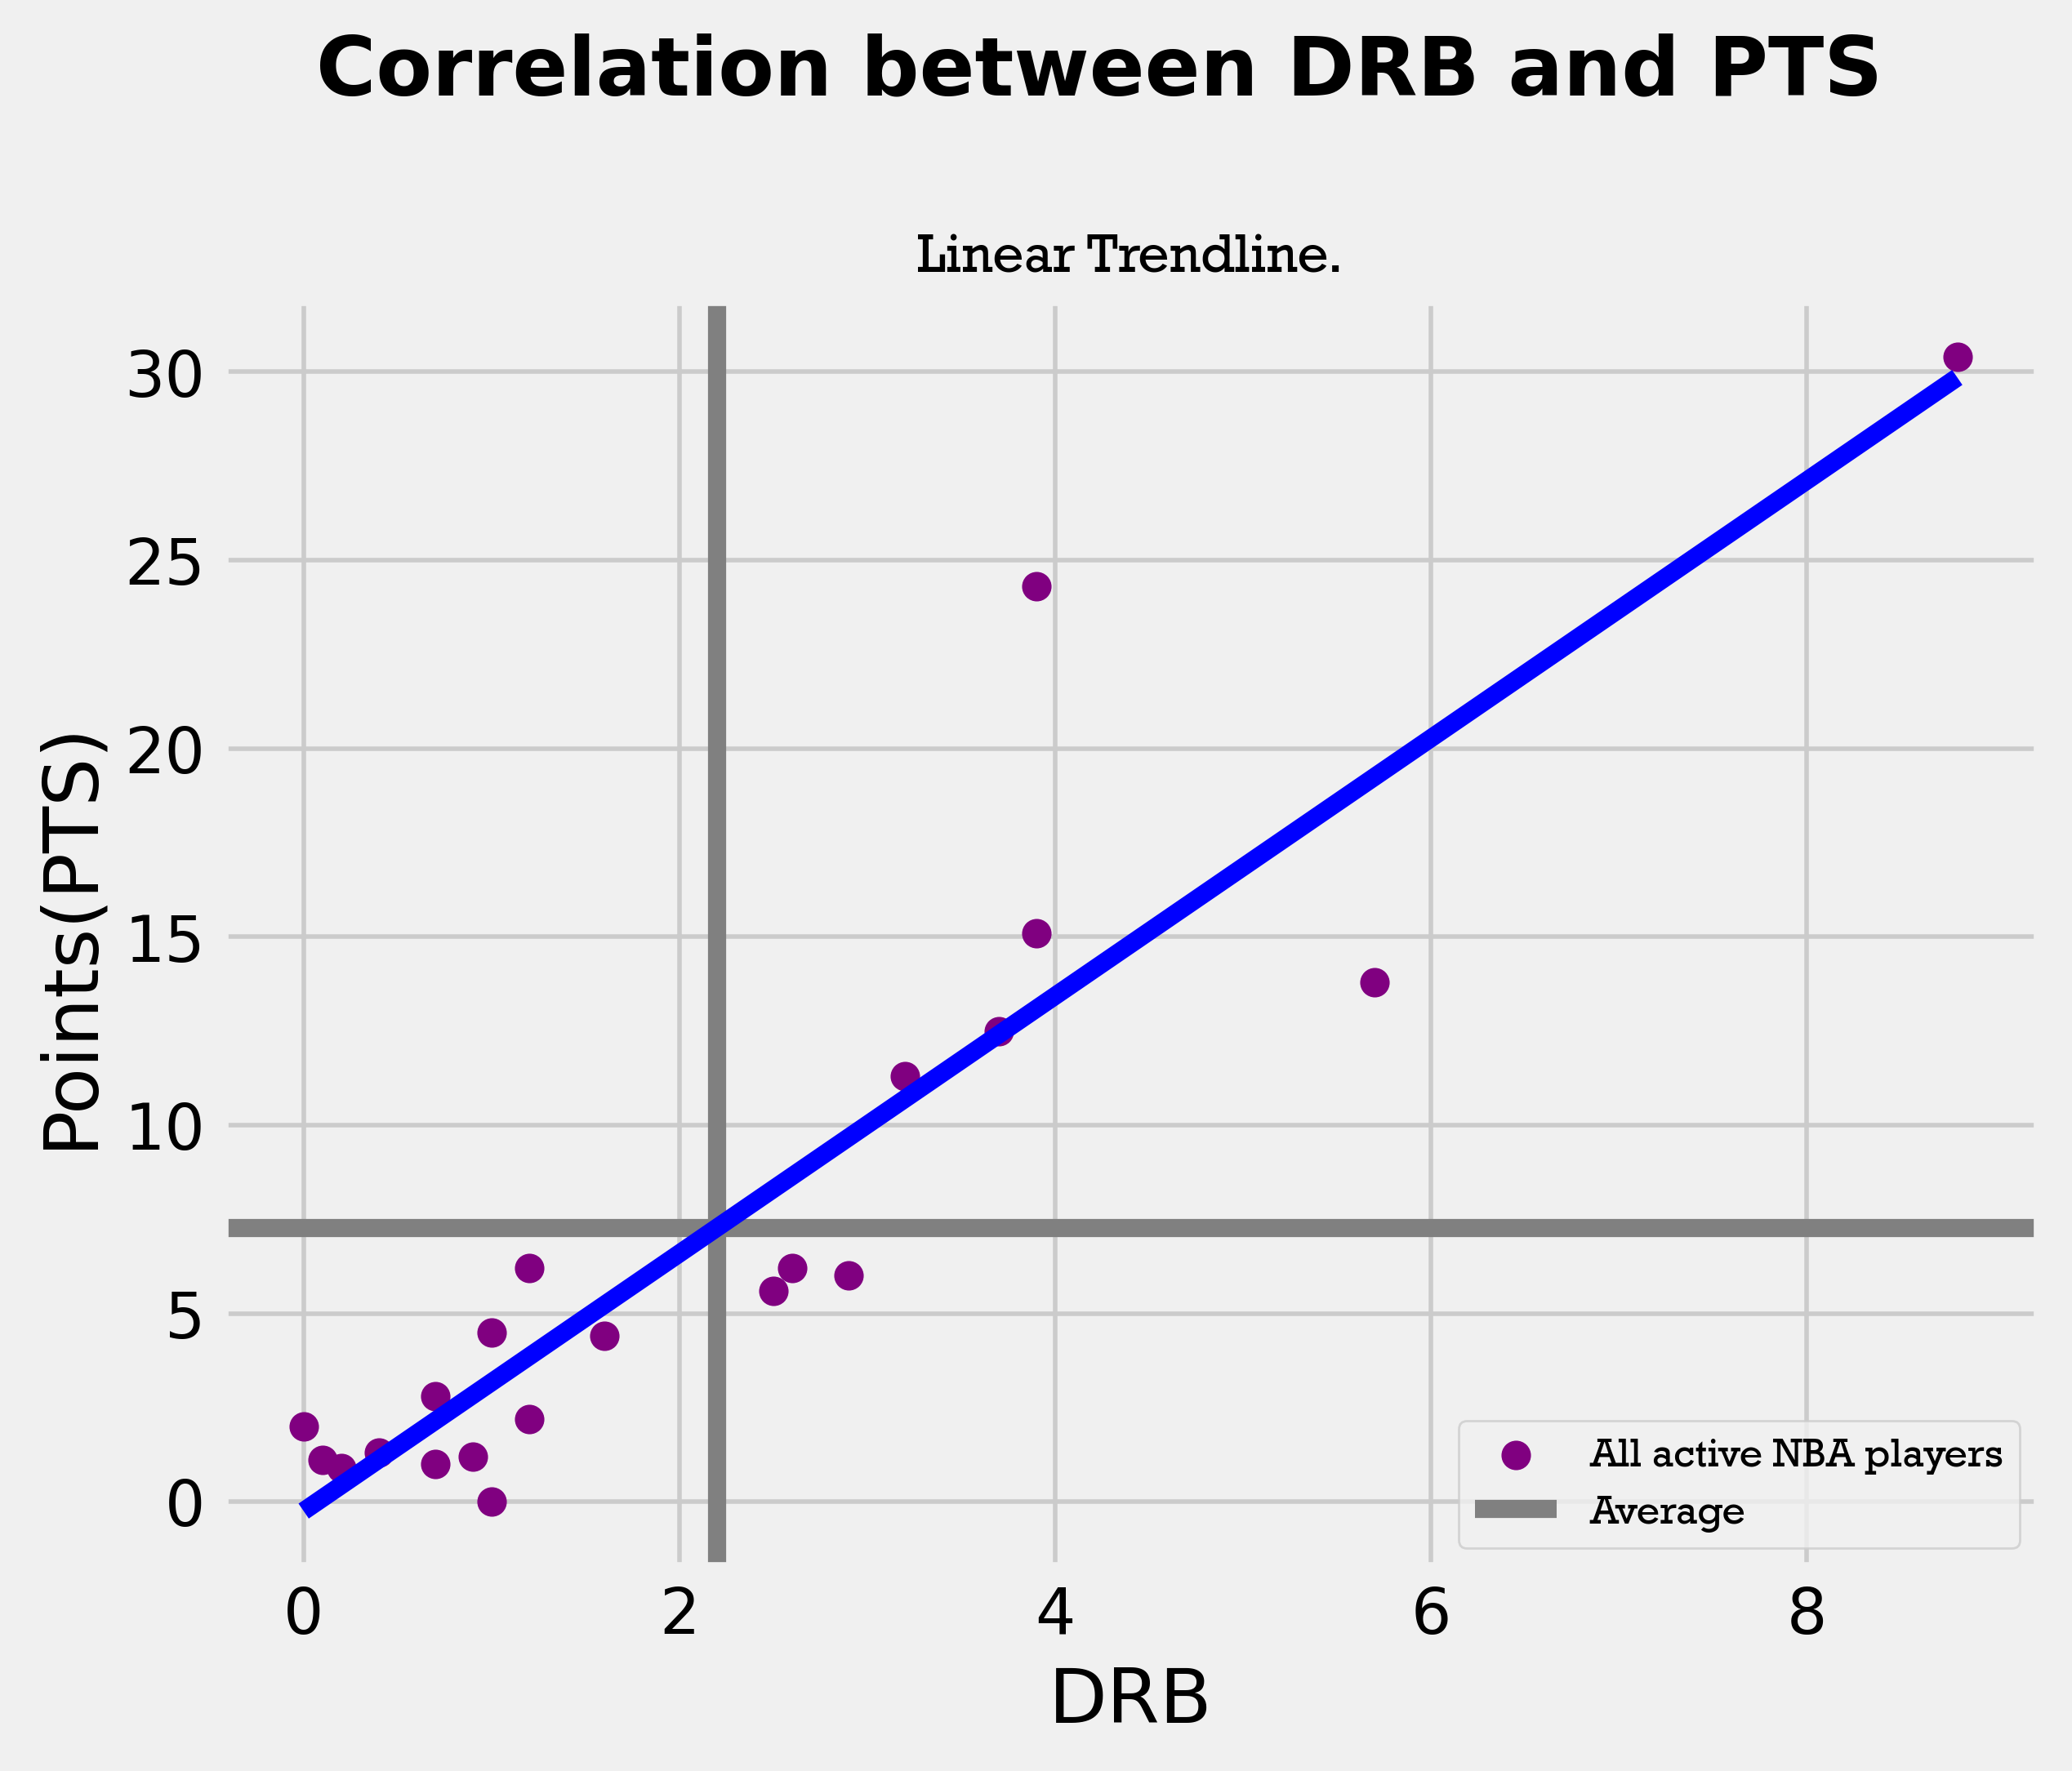 Correlation between DRB and PTS
Linear Trendline.
Points(PTS)
30
25
20
15
10
5
0
All active NBA players
Average
0 2 4 6 8
DRB